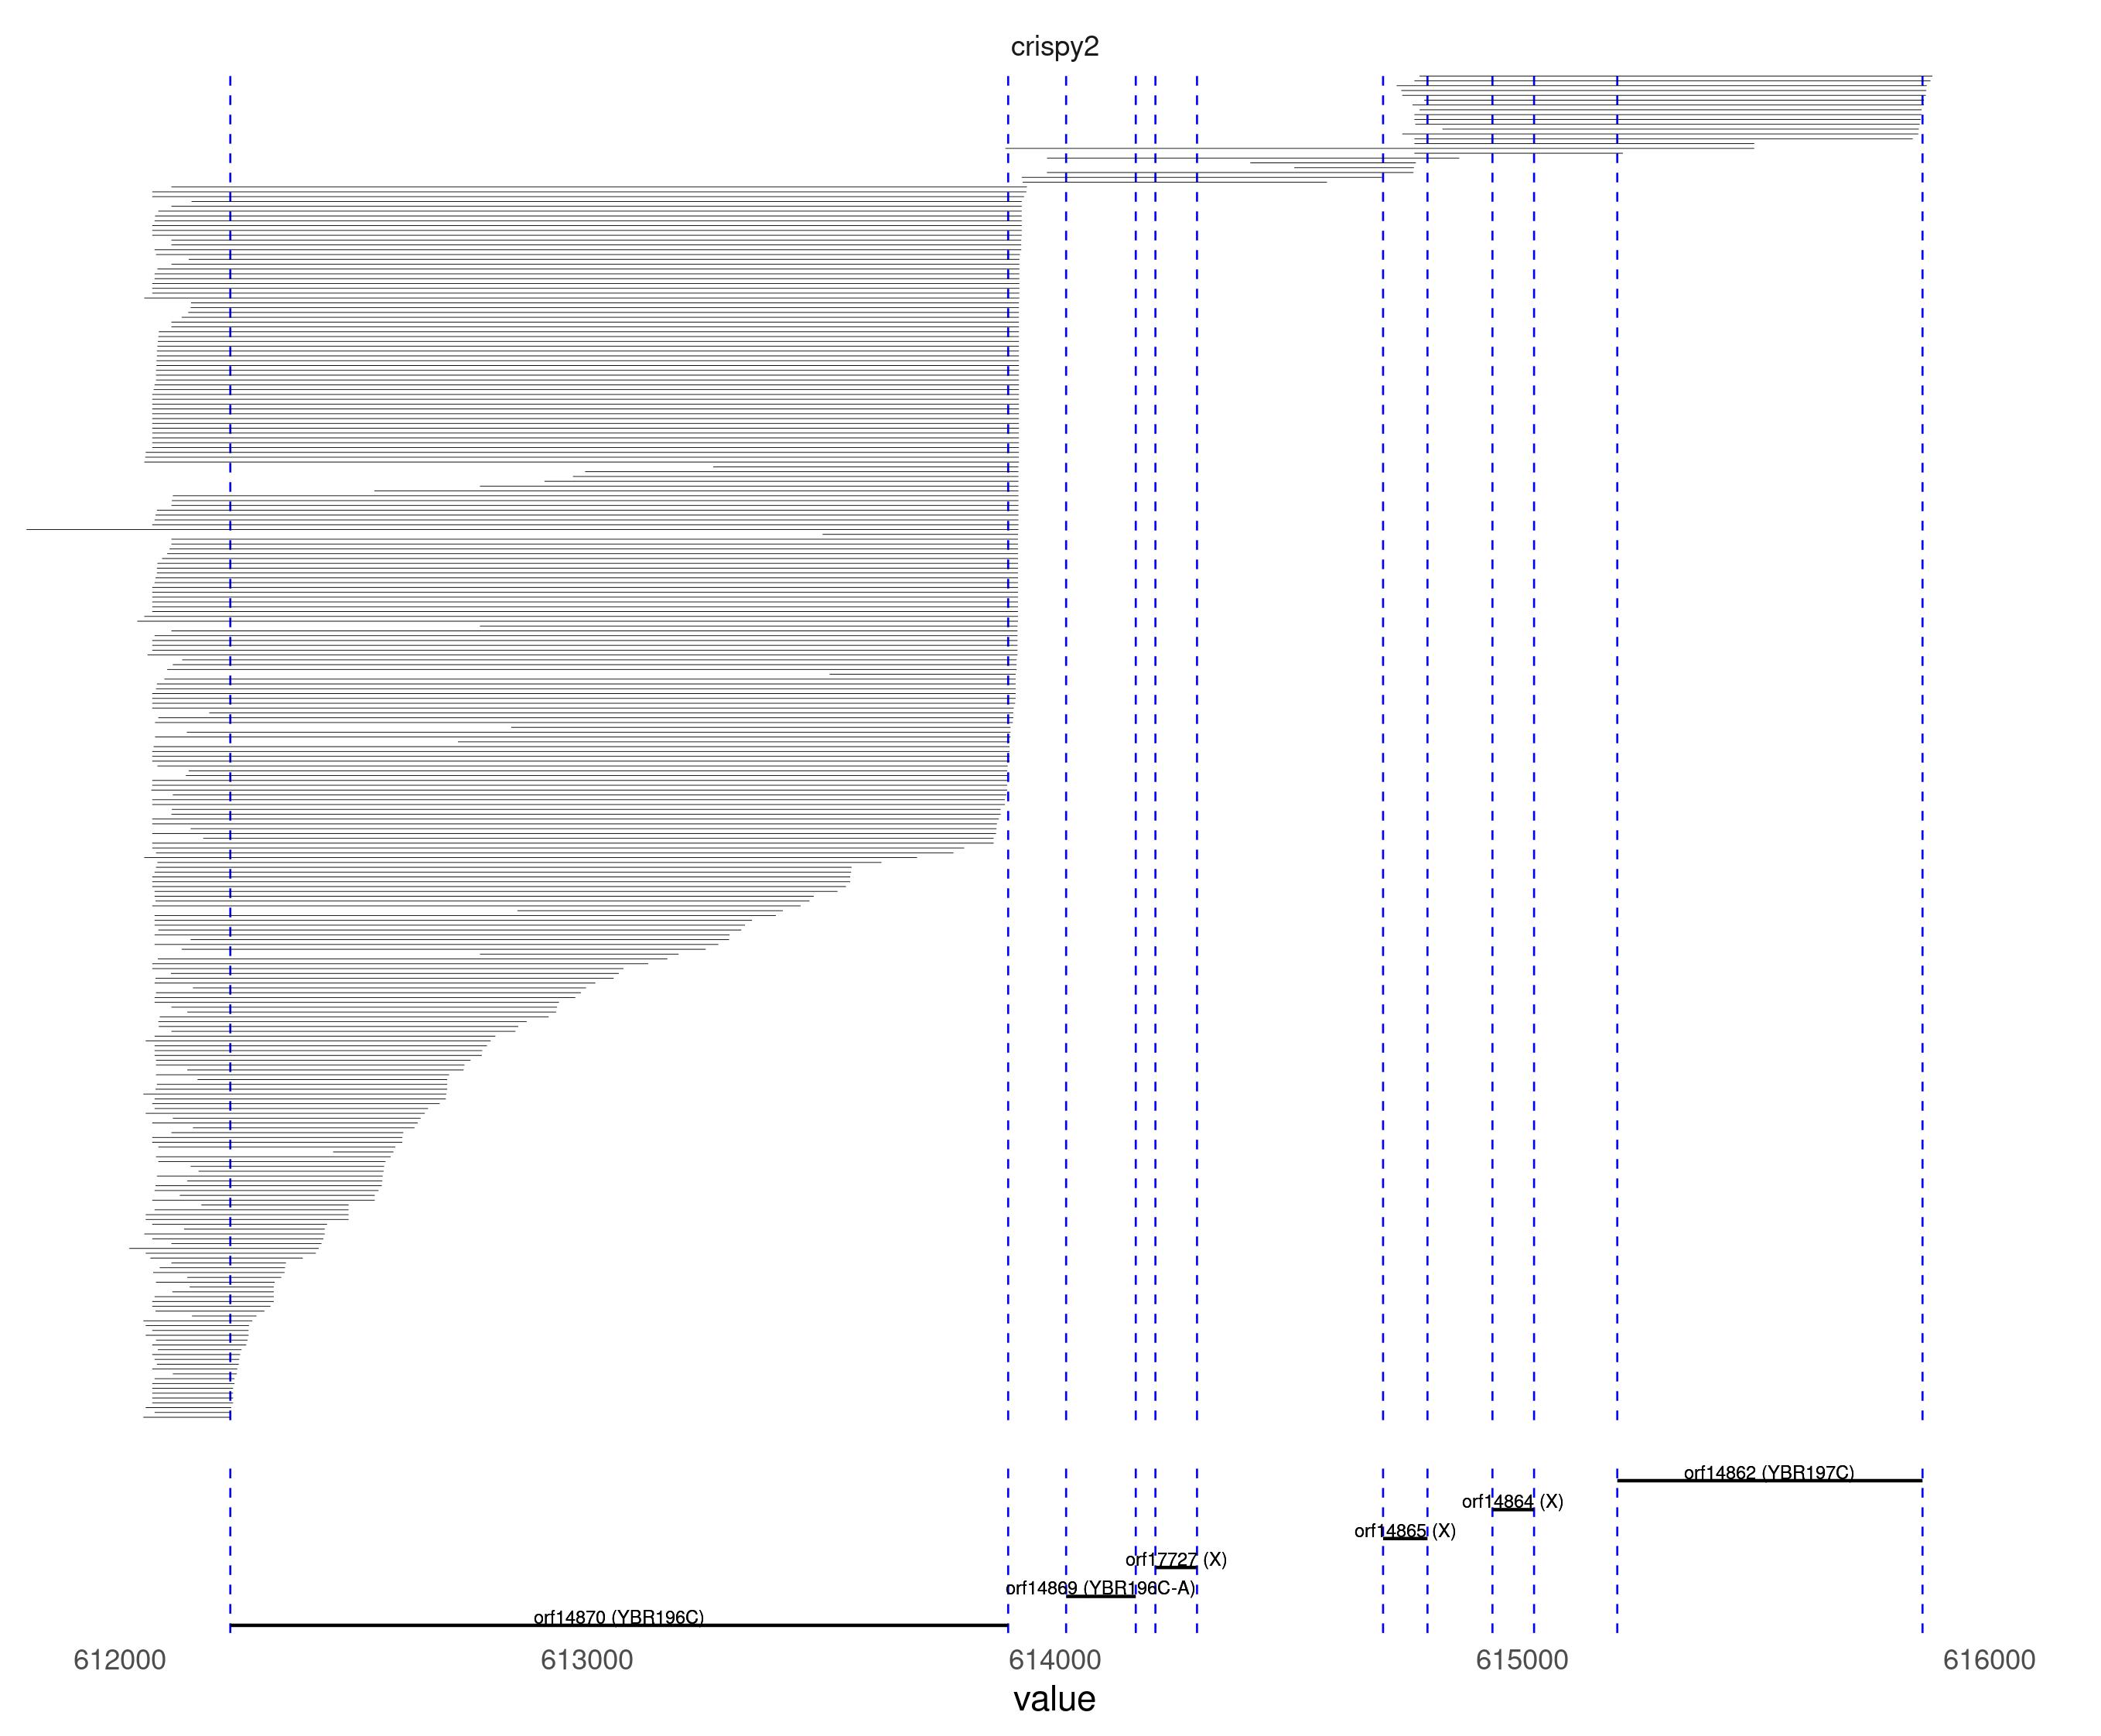 crispy2
orf14862 (YBR197C)
orf14864 (X)
orf14865 (X)
orf17727 (X)
orf14869 (YBR196C-A)
orf14870 (YBR196C)
612000 613000 614000 615000 616000
value